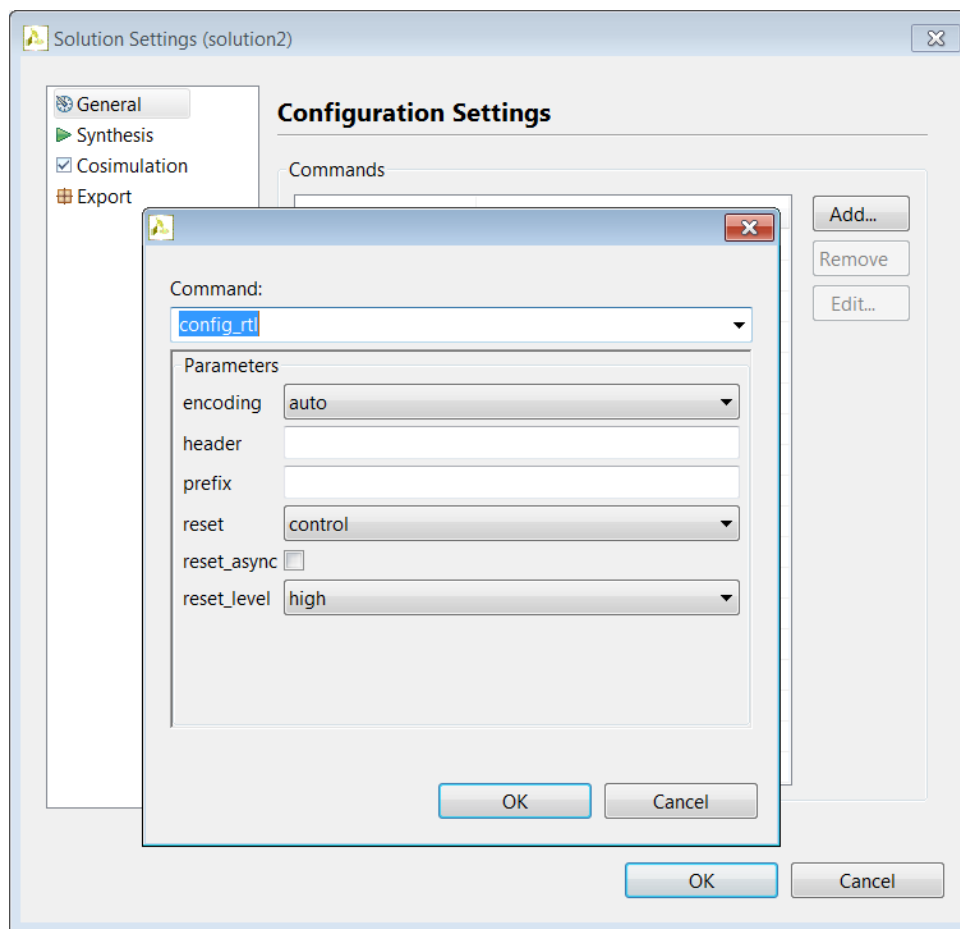 Solution Settings (solution2)
General
Synthesis
Cosimulation
Export
Configuration Settings
Commands
Add...
Remove
Edit...
Command:
config_rtl
Parameters
encoding auto
header
prefix
reset control
reset_async
reset_level high
OK Cancel
OK Cancel